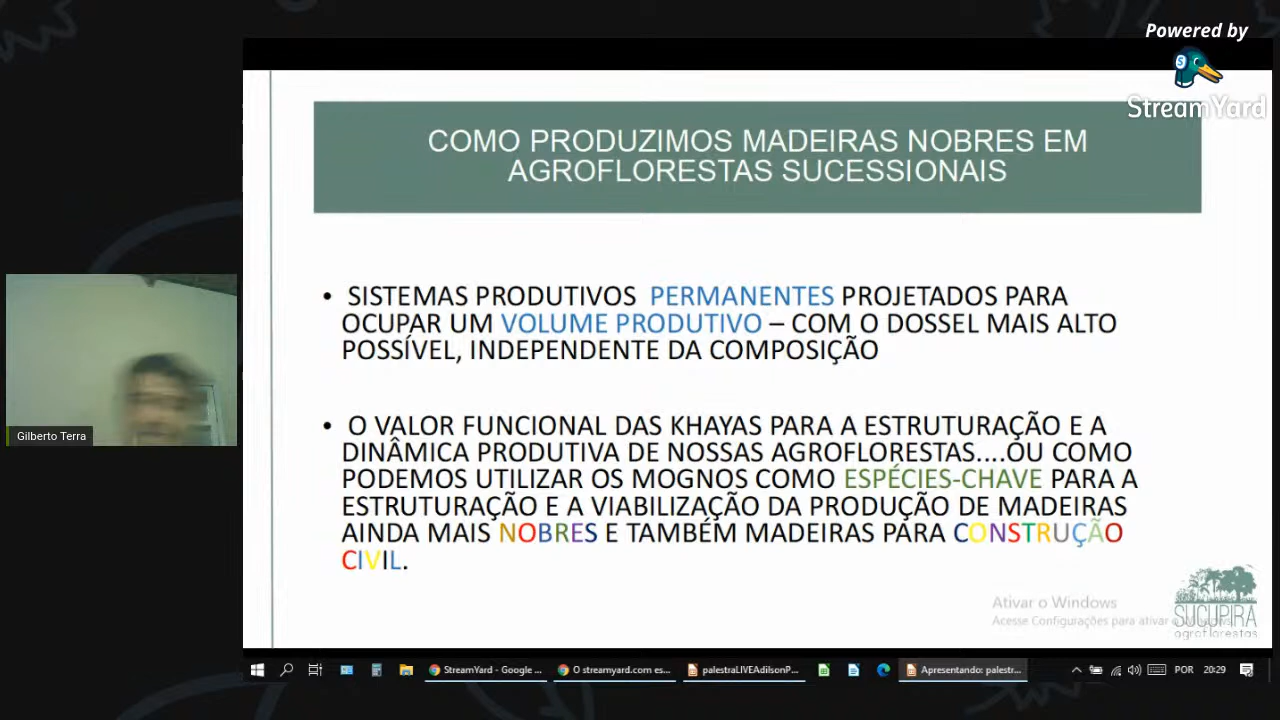 Powered by
StreamYard
COMO PRODUZIMOS MADEIRAS NOBRES EM
AGROFLORESTAS SUCESSIONAIS
• SISTEMAS PRODUTIVOS PERMANENTES PROJETADOS PARA
OCUPAR UM VOLUME PRODUTIVO – COM O DOSSEL MAIS ALTO
POSSÍVEL, INDEPENDENTE DA COMPOSIÇÃO
• O VALOR FUNCIONAL DAS KHAYAS PARA A ESTRUTURAÇÃO E A
DINÂMICA PRODUTIVA DE NOSSAS AGROFLORESTAS....OU COMO
PODEMOS UTILIZAR OS MOGNOS COMO ESPÉCIES-CHAVE PARA A
ESTRUTURAÇÃO E A VIABILIZAÇÃO DA PRODUÇÃO DE MADEIRAS
AINDA MAIS NOBRES E TAMBÉM MADEIRAS PARA CONSTRUÇÃO
CIVIL.
Gilberto Terra
Ativar o Windows
Acesse Configurações para ativar o
SUCUPIRA
agroflorestas
StreamYard - Google ...
O streamyard.com es...
palestraLIVEAdilsonP...
Apresentando: palestr...
POR
20:29